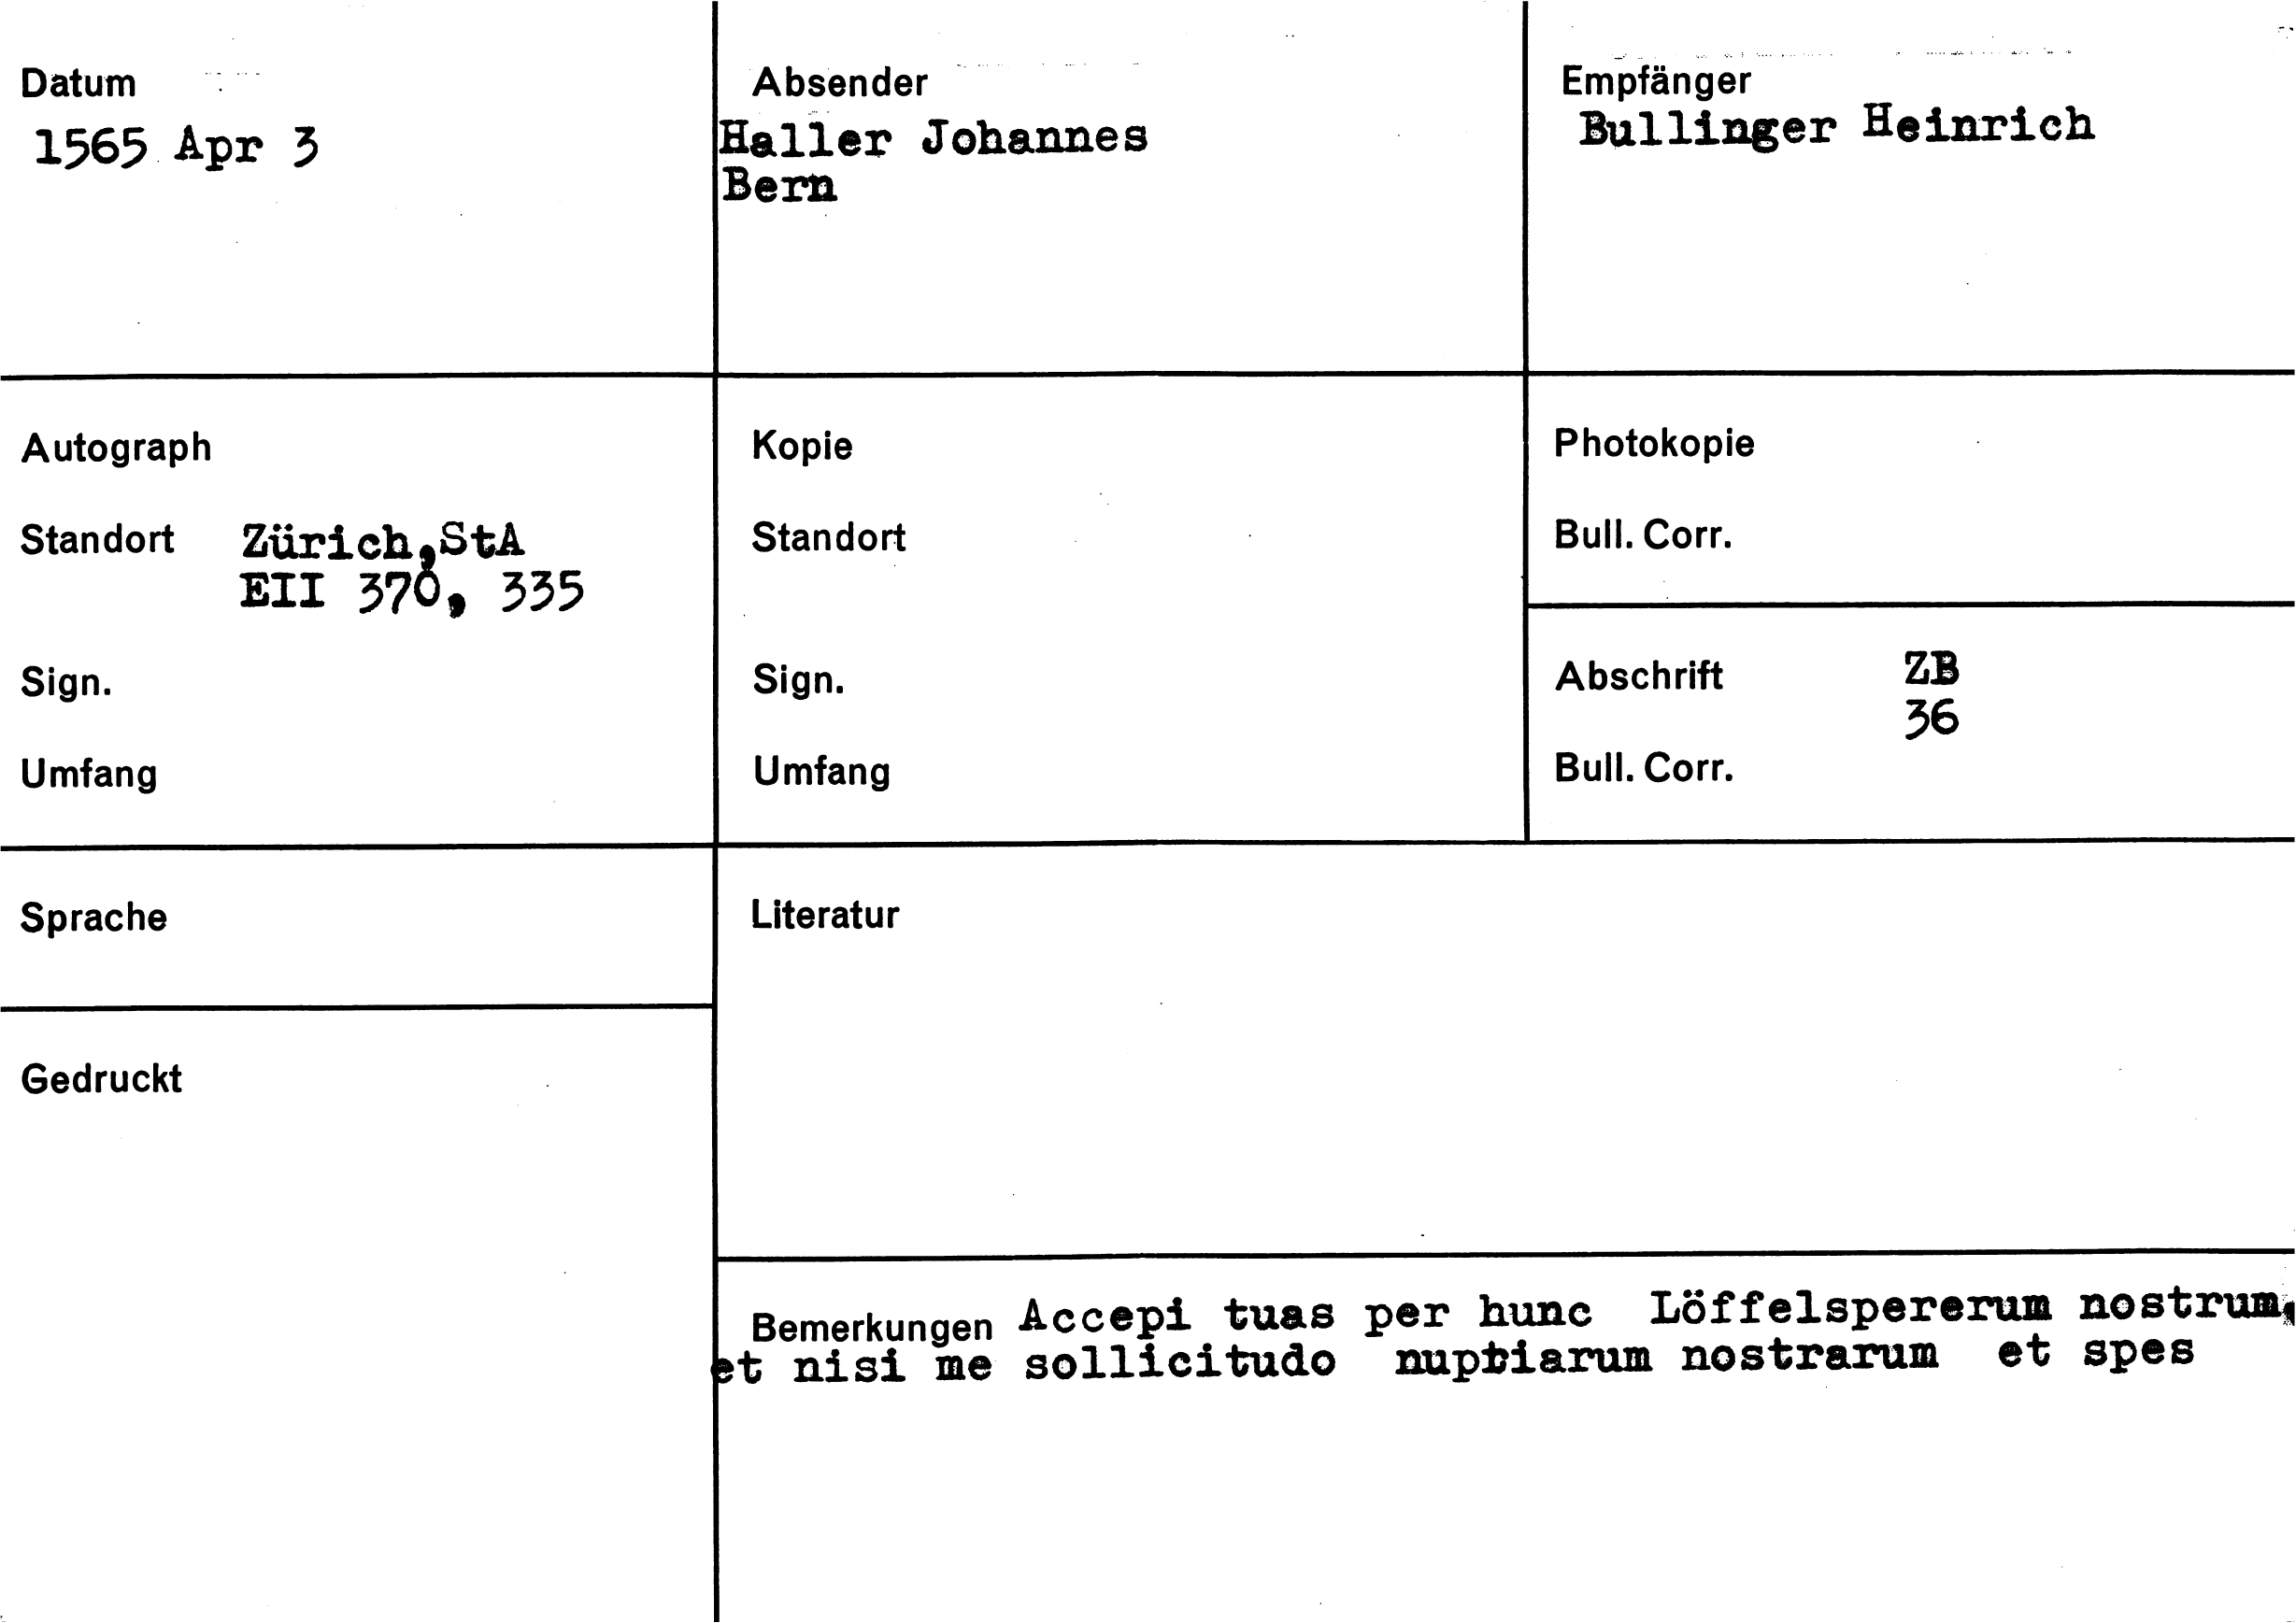 Datum
1565 Apr 3
Absender
Haller Johannes
Bern
Empfänger
Bullinger Heinrich
Autograph
Standort Zürich,StA
EII 370, 335
Sign.
Umfang
Kopie
Standort
Sign.
Umfang
Photokopie
Bull. Corr.
Abschrift ZB
36
Bull. Corr.
Sprache
Literatur
Gedruckt
Bemerkungen Accepi tuas per hunc Löffelspererum nostrum,
et nisi me sollicitudo nuptiarum nostrarum et spes